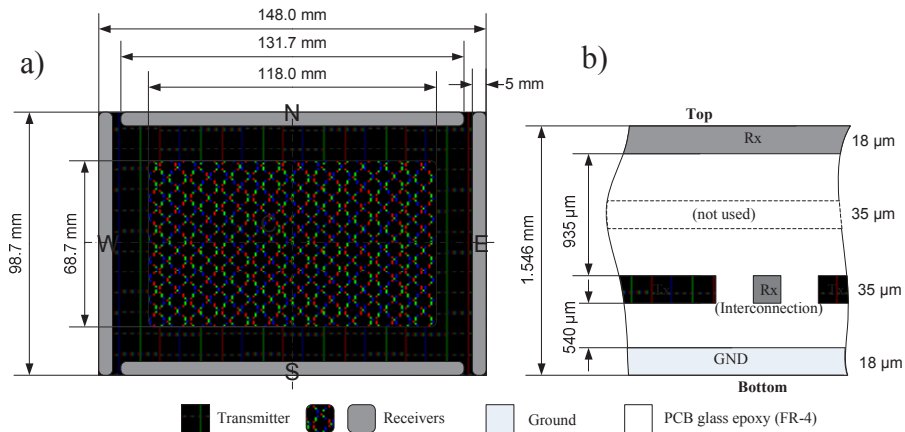 a)
148.0 mm
131.7 mm
118.0 mm
5 mm
N
W
E
S
98.7 mm
68.7 mm
b)
Top
Rx
18 µm
935 µm
(not used)
35 µm
1.546 mm
Tx
Rx
Tx
35 µm
(Interconnection)
540 µm
GND
18 µm
Bottom
Transmitter
Receivers
Ground
PCB glass epoxy (FR-4)